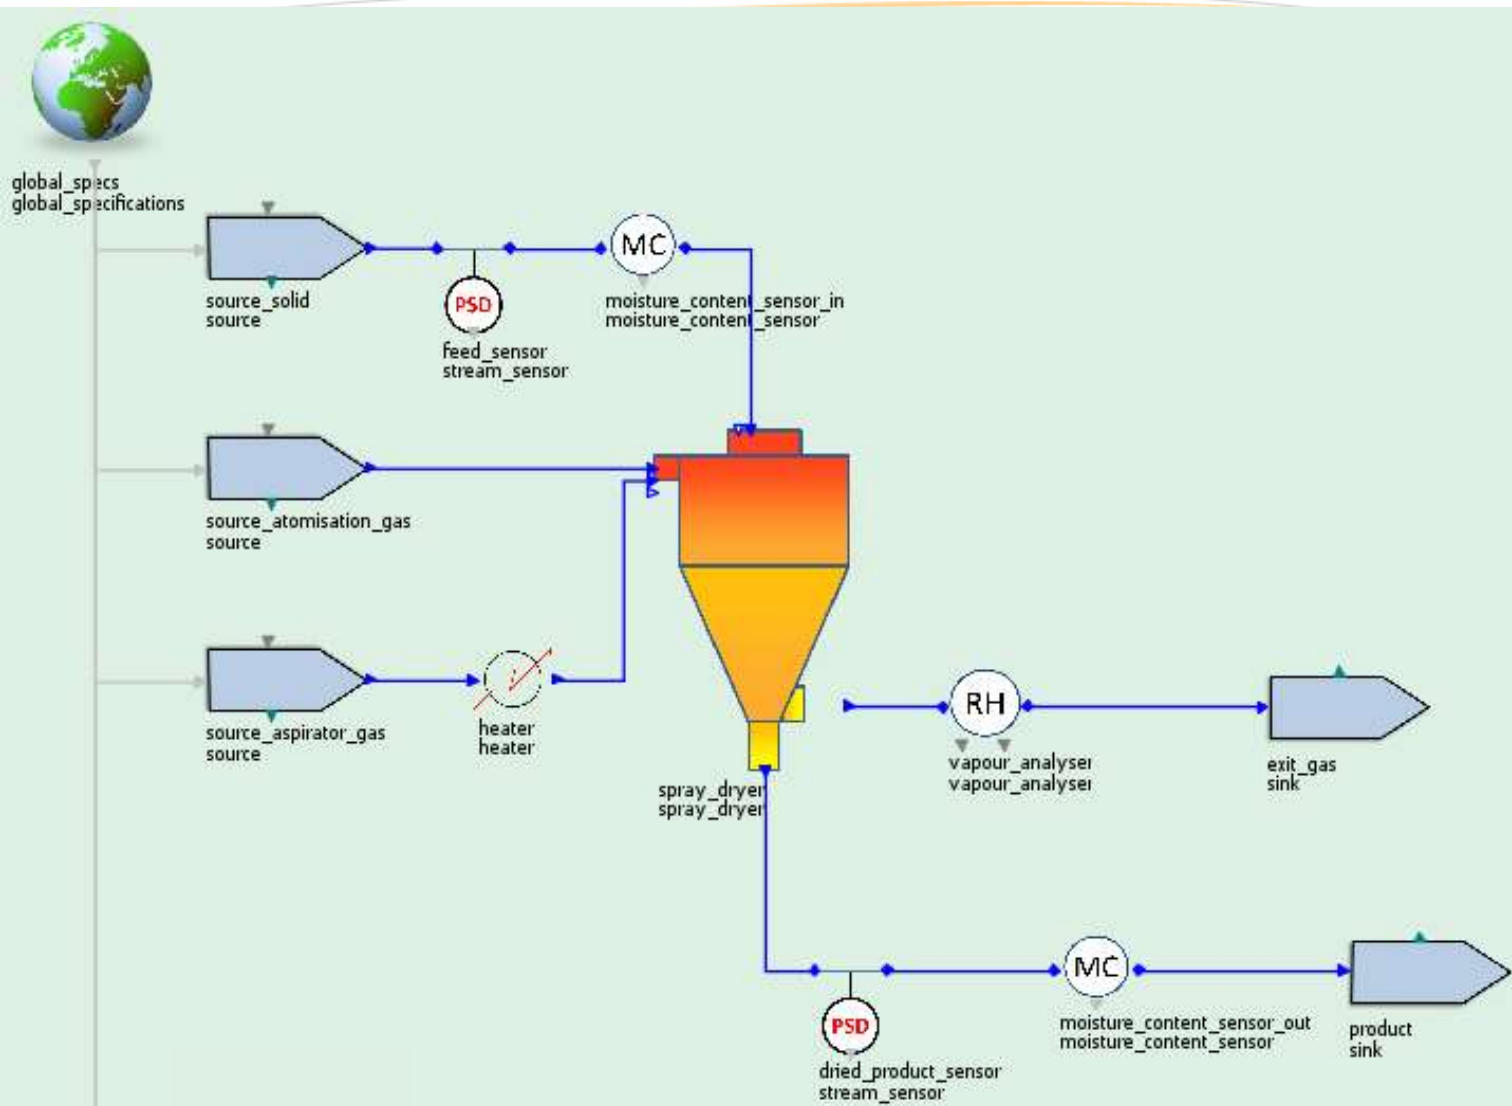 global_specs
global_specifications
MC
source_solid
source
PSD
moisture_content_sensor_in
moisture_content_sensor
feed_sensor
stream_sensor
source_atomisation_gas
source
source_aspirator_gas
source
heater
heater
RH
vapour_analyser
vapour_analyser
exit_gas
sink
spray_dryer
spray_dryer
MC
PSD
moisture_content_sensor_out
moisture_content_sensor
product
sink
dried_product_sensor
stream_sensor